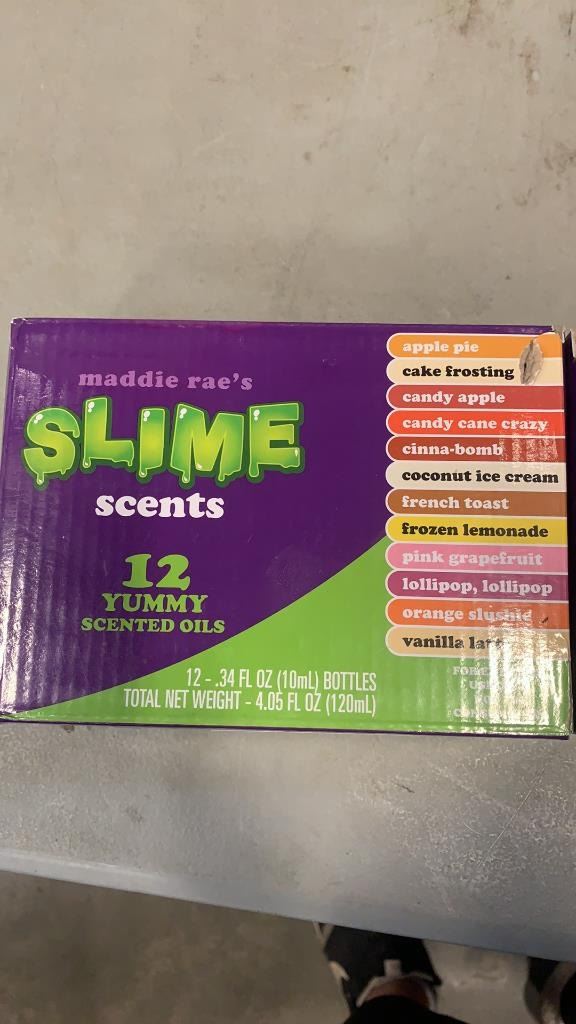 maddie rae's
SLIME
scents
12
YUMMY
SCENTED OILS
12 - .34 FL OZ (10mL) BOTTLES
TOTAL NET WEIGHT - 4.05 FL OZ (120mL)
apple pie
cake frosting
candy apple
candy cane crazy
cinna-bomb
coconut ice cream
french toast
frozen lemonade
pink grapefruit
lollipop, lollipop
orange slushie
vanilla